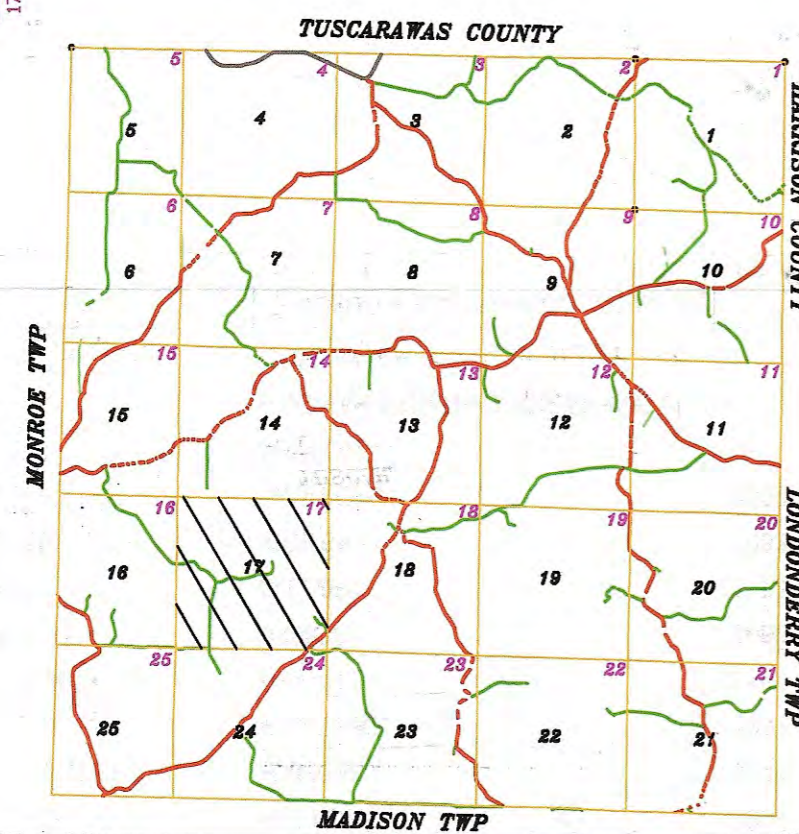 17
TUSCARAWAS COUNTY
5 4 3 2 1
5 4 3 2 1
6 7 8 9 10
6 7 8 9 10
HARRISON COUNTY
MONROE TWP
15 14 13 12 11
15 14 13 12 11
16 17 18 19 20
16 17 18 19 20
LONDONDERRY TWP
25 24 23 22 21
25 24 23 22 21
MADISON TWP